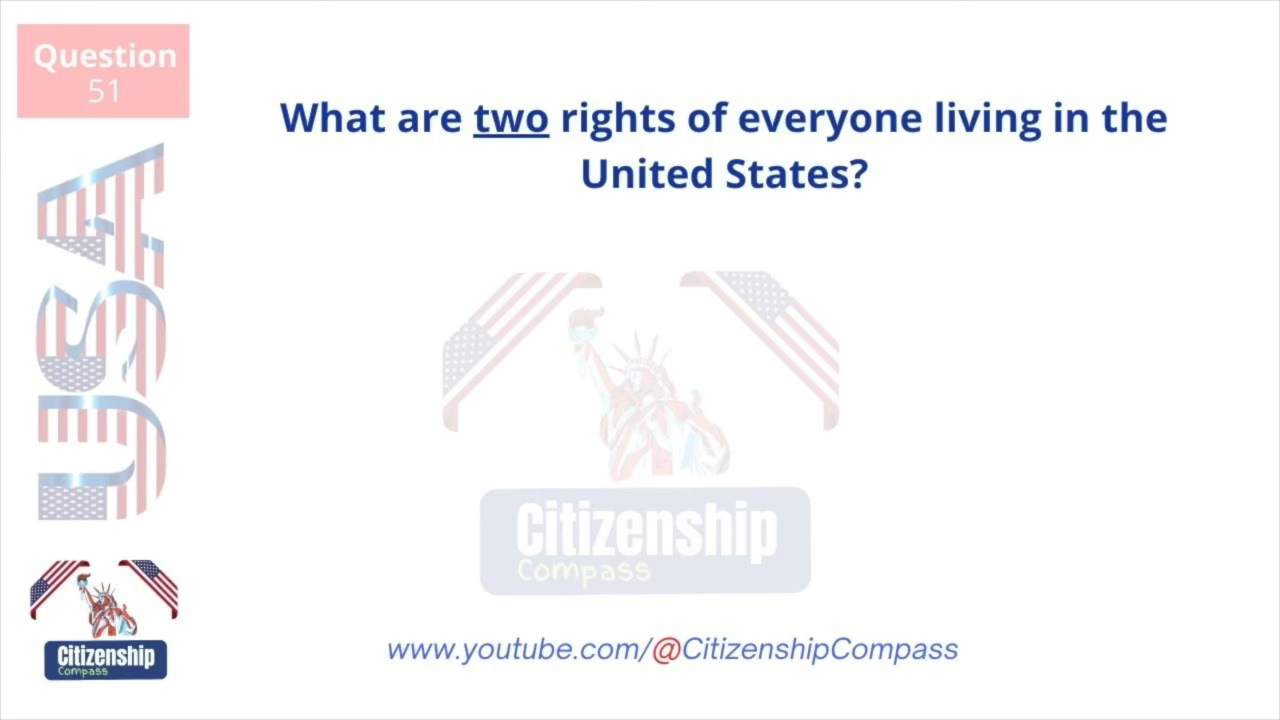 Question
51
What are two rights of everyone living in the
United States?
USA
Citizenship
Compass
www.youtube.com/@CitizenshipCompass
Citizenship
Compass